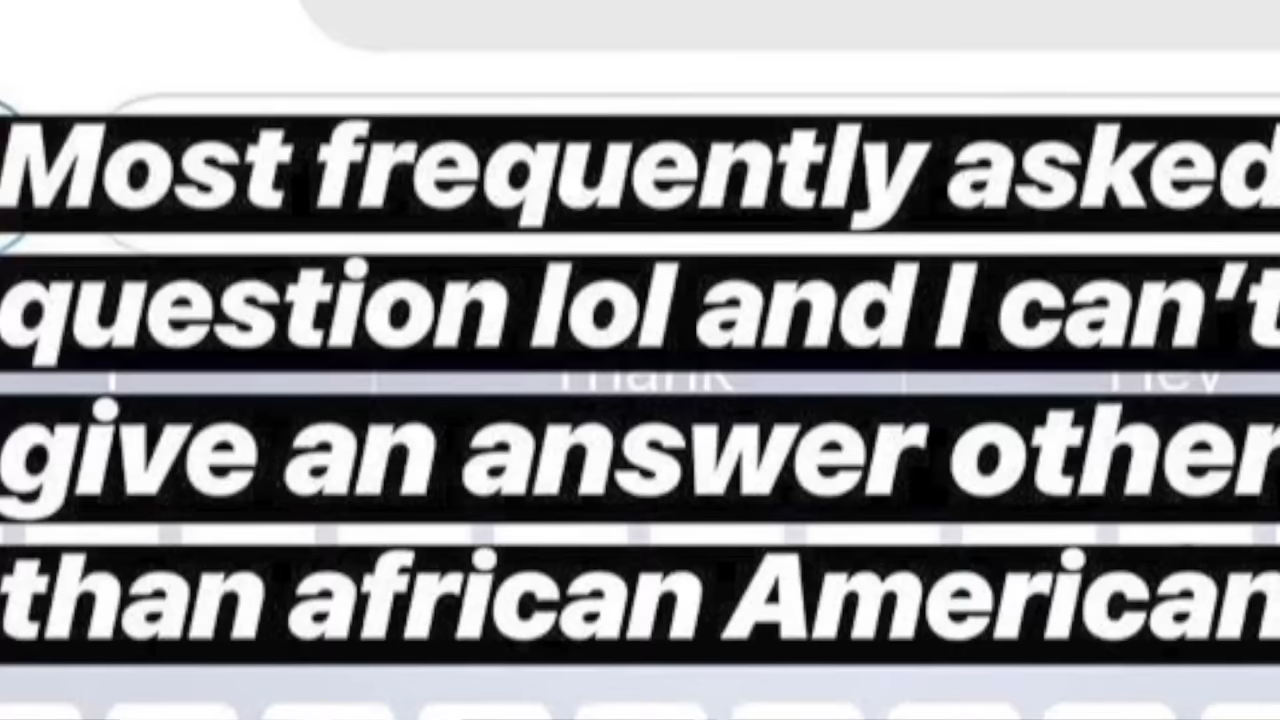 Most frequently asked
question lol and I can't
give an answer other
than african American